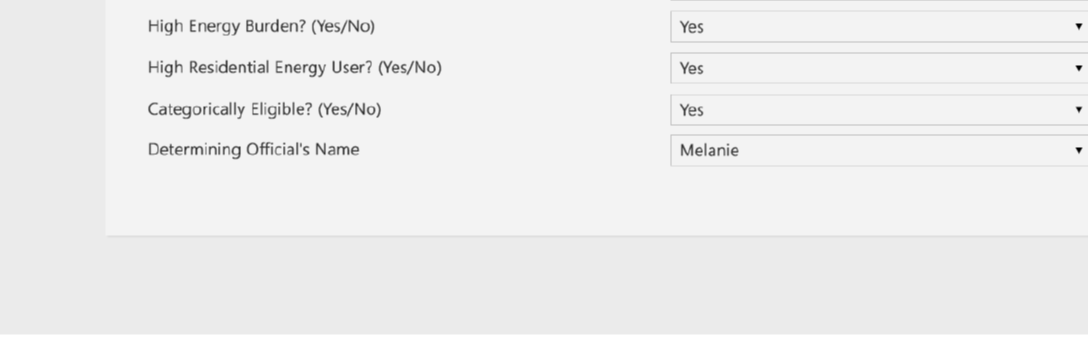 High Energy Burden? (Yes/No) Yes
High Residential Energy User? (Yes/No) Yes
Categorically Eligible? (Yes/No) Yes
Determining Official's Name Melanie